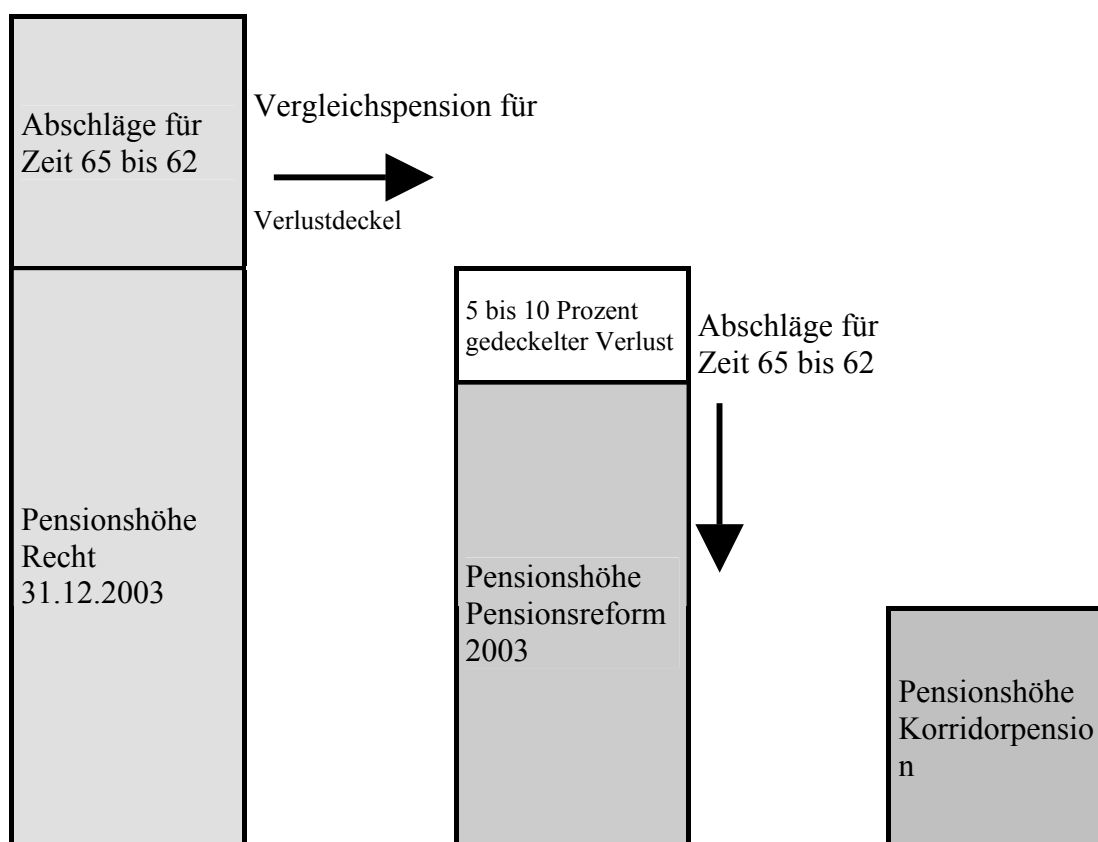 Abschläge für
Zeit 65 bis 62
Vergleichspension für
Verlustdeckel
Pensionshöhe
Recht
31.12.2003
5 bis 10 Prozent
gedeckelter Verlust
Abschläge für
Zeit 65 bis 62
Pensionshöhe
Pensionsreform
2003
Pensionshöhe
Korridorpensio
n